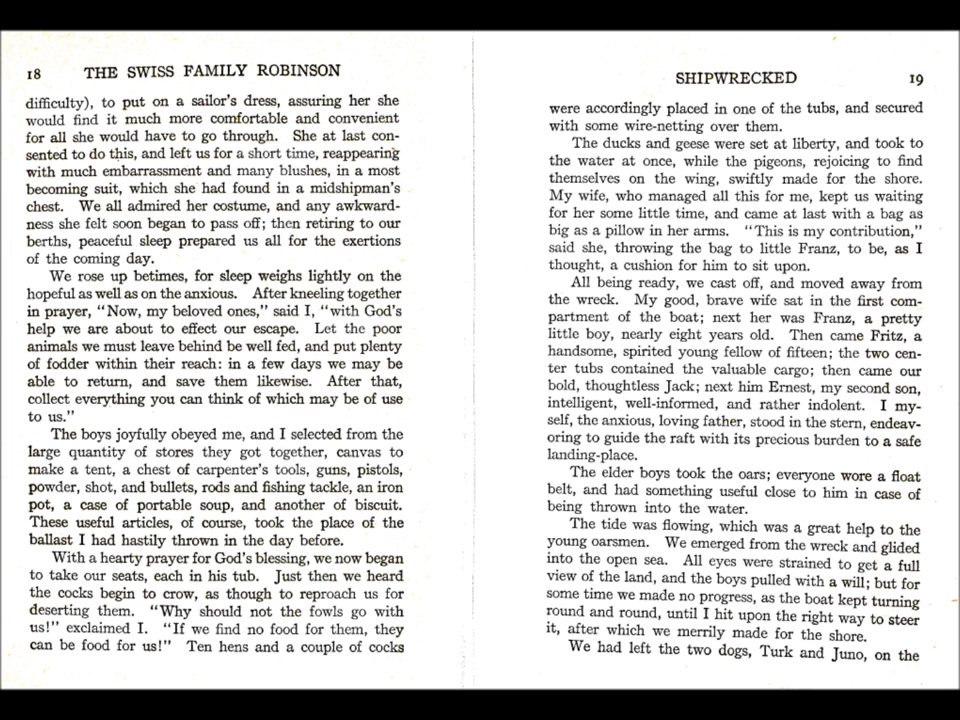 18 THE SWISS FAMILY ROBINSON
difficulty), to put on a sailor's dress, assuring her she
would find it much more comfortable and convenient
for all she would have to go through. She at last con-
sented to do this, and left us for a short time, reappearing
with much embarrassment and many blushes, in a most
becoming suit, which she had found in a midshipman's
chest. We all admired her costume, and any awkward-
ness she felt soon began to pass off; then retiring to our
berths, peaceful sleep prepared us all for the exertions
of the coming day.
We rose up betimes, for sleep weighs lightly on the
hopeful as well as on the anxious. After kneeling together
in prayer, "Now, my beloved ones," said I, "with God's
help we are about to effect our escape. Let the poor
animals we must leave behind be well fed, and put plenty
of fodder within their reach: in a few days we may be
able to return, and save them likewise. After that,
collect everything you can think of which may be of use
to us."
The boys joyfully obeyed me, and I selected from the
large quantity of stores they got together, canvas to
make a tent, a chest of carpenter's tools, guns, pistols,
powder, shot, and bullets, rods and fishing tackle, an iron
pot, a case of portable soup, and another of biscuit.
These useful articles, of course, took the place of the
ballast I had hastily thrown in the day before.
With a hearty prayer for God's blessing, we now began
to take our seats, each in his tub. Just then we heard
the cocks begin to crow, as though to reproach us for
deserting them. "Why should not the fowls go with
us!" exclaimed I. "If we find no food for them, they
can be food for us!" Ten hens and a couple of cocks
SHIPWRECKED 19
were accordingly placed in one of the tubs, and secured
with some wire-netting over them.
The ducks and geese were set at liberty, and took to
the water at once, while the pigeons, rejoicing to find
themselves on the wing, swiftly made for the shore.
My wife, who managed all this for me, kept us waiting
for her some little time, and came at last with a bag as
big as a pillow in her arms. "This is my contribution,"
said she, throwing the bag to little Franz, to be, as I
thought, a cushion for him to sit upon.
All being ready, we cast off, and moved away from
the wreck. My good, brave wife sat in the first com-
partment of the boat; next her was Franz, a pretty
little boy, nearly eight years old. Then came Fritz, a
handsome, spirited young fellow of fifteen; the two cen-
ter tubs contained the valuable cargo; then came our
bold, thoughtless Jack; next him Ernest, my second son,
intelligent, well-informed, and rather indolent. I my-
self, the anxious, loving father, stood in the stern, endeav-
oring to guide the raft with its precious burden to a safe
landing-place.
The elder boys took the oars; everyone wore a float
belt, and had something useful close to him in case of
being thrown into the water.
The tide was flowing, which was a great help to the
young oarsmen. We emerged from the wreck and glided
into the open sea. All eyes were strained to get a full
view of the land, and the boys pulled with a will; but for
some time we made no progress, as the boat kept turning
round and round, until I hit upon the right way to steer
it, after which we merrily made for the shore.
We had left the two dogs, Turk and Juno, on the